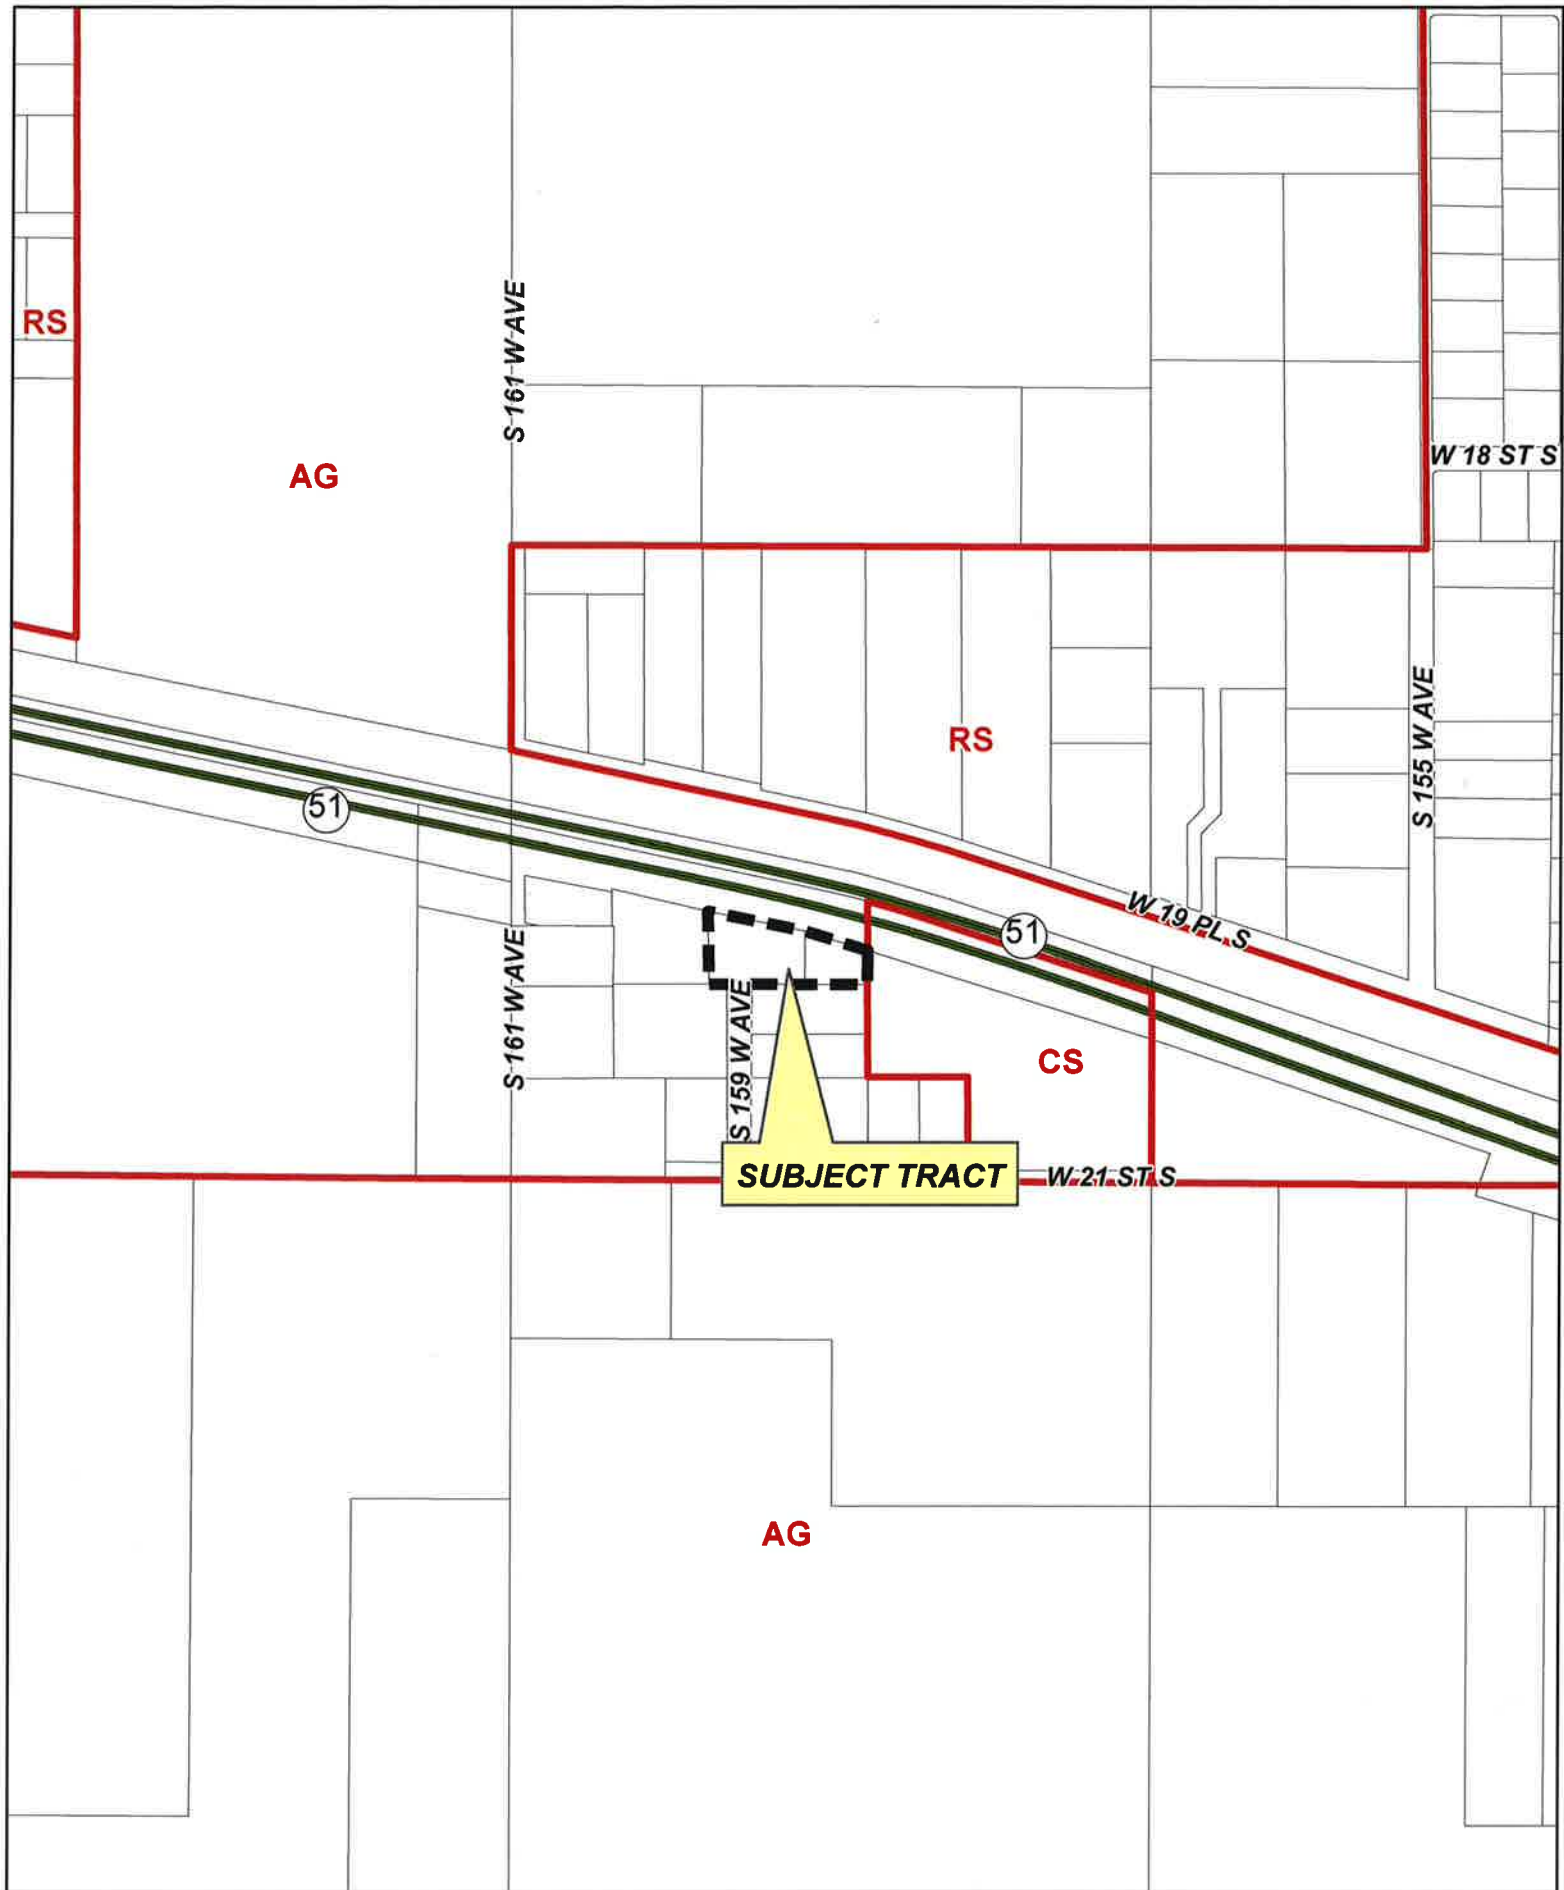 RS
S 161 W AVE
AG
W 18 ST S
RS
S 155 W AVE
51
W 19 PL S
51
S 161 W AVE
S 159 W AVE
CS
SUBJECT TRACT
W 21 ST S
AG